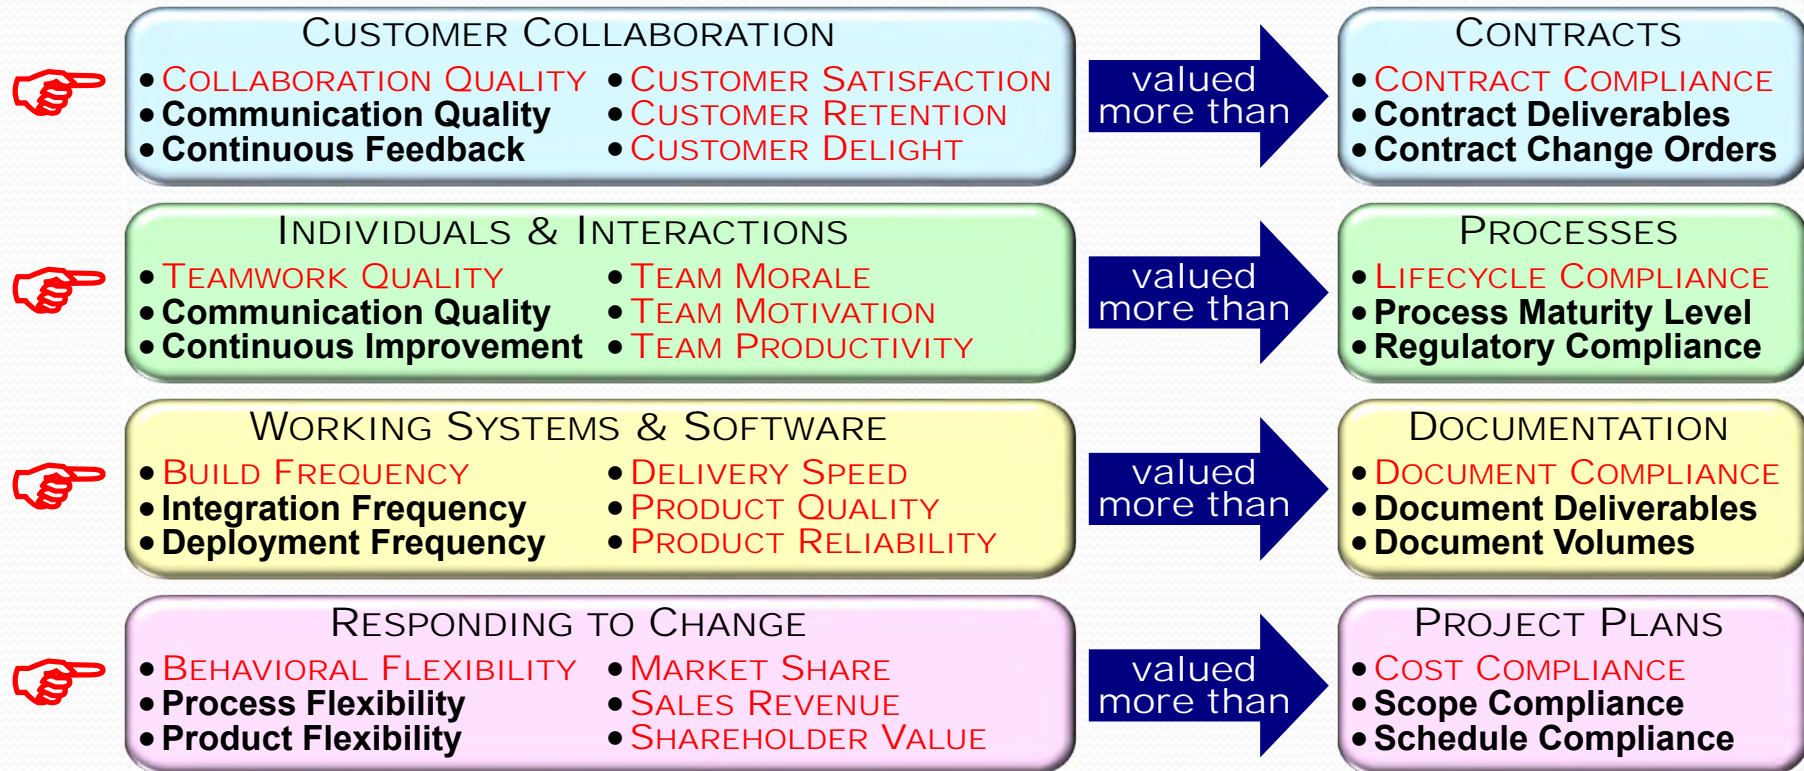 CUSTOMER COLLABORATION
• COLLABORATION QUALITY • CUSTOMER SATISFACTION
• Communication Quality • CUSTOMER RETENTION
• Continuous Feedback • CUSTOMER DELIGHT
valued
more than
CONTRACTS
• CONTRACT COMPLIANCE
• Contract Deliverables
• Contract Change Orders
INDIVIDUALS & INTERACTIONS
• TEAMWORK QUALITY • TEAM MORALE
• Communication Quality • TEAM MOTIVATION
• Continuous Improvement • TEAM PRODUCTIVITY
valued
more than
PROCESSES
• LIFECYCLE COMPLIANCE
• Process Maturity Level
• Regulatory Compliance
WORKING SYSTEMS & SOFTWARE
• BUILD FREQUENCY • DELIVERY SPEED
• Integration Frequency • PRODUCT QUALITY
• Deployment Frequency • PRODUCT RELIABILITY
valued
more than
DOCUMENTATION
• DOCUMENT COMPLIANCE
• Document Deliverables
• Document Volumes
RESPONDING TO CHANGE
• BEHAVIORAL FLEXIBILITY • MARKET SHARE
• Process Flexibility • SALES REVENUE
• Product Flexibility • SHAREHOLDER VALUE
valued
more than
PROJECT PLANS
• COST COMPLIANCE
• Scope Compliance
• Schedule Compliance